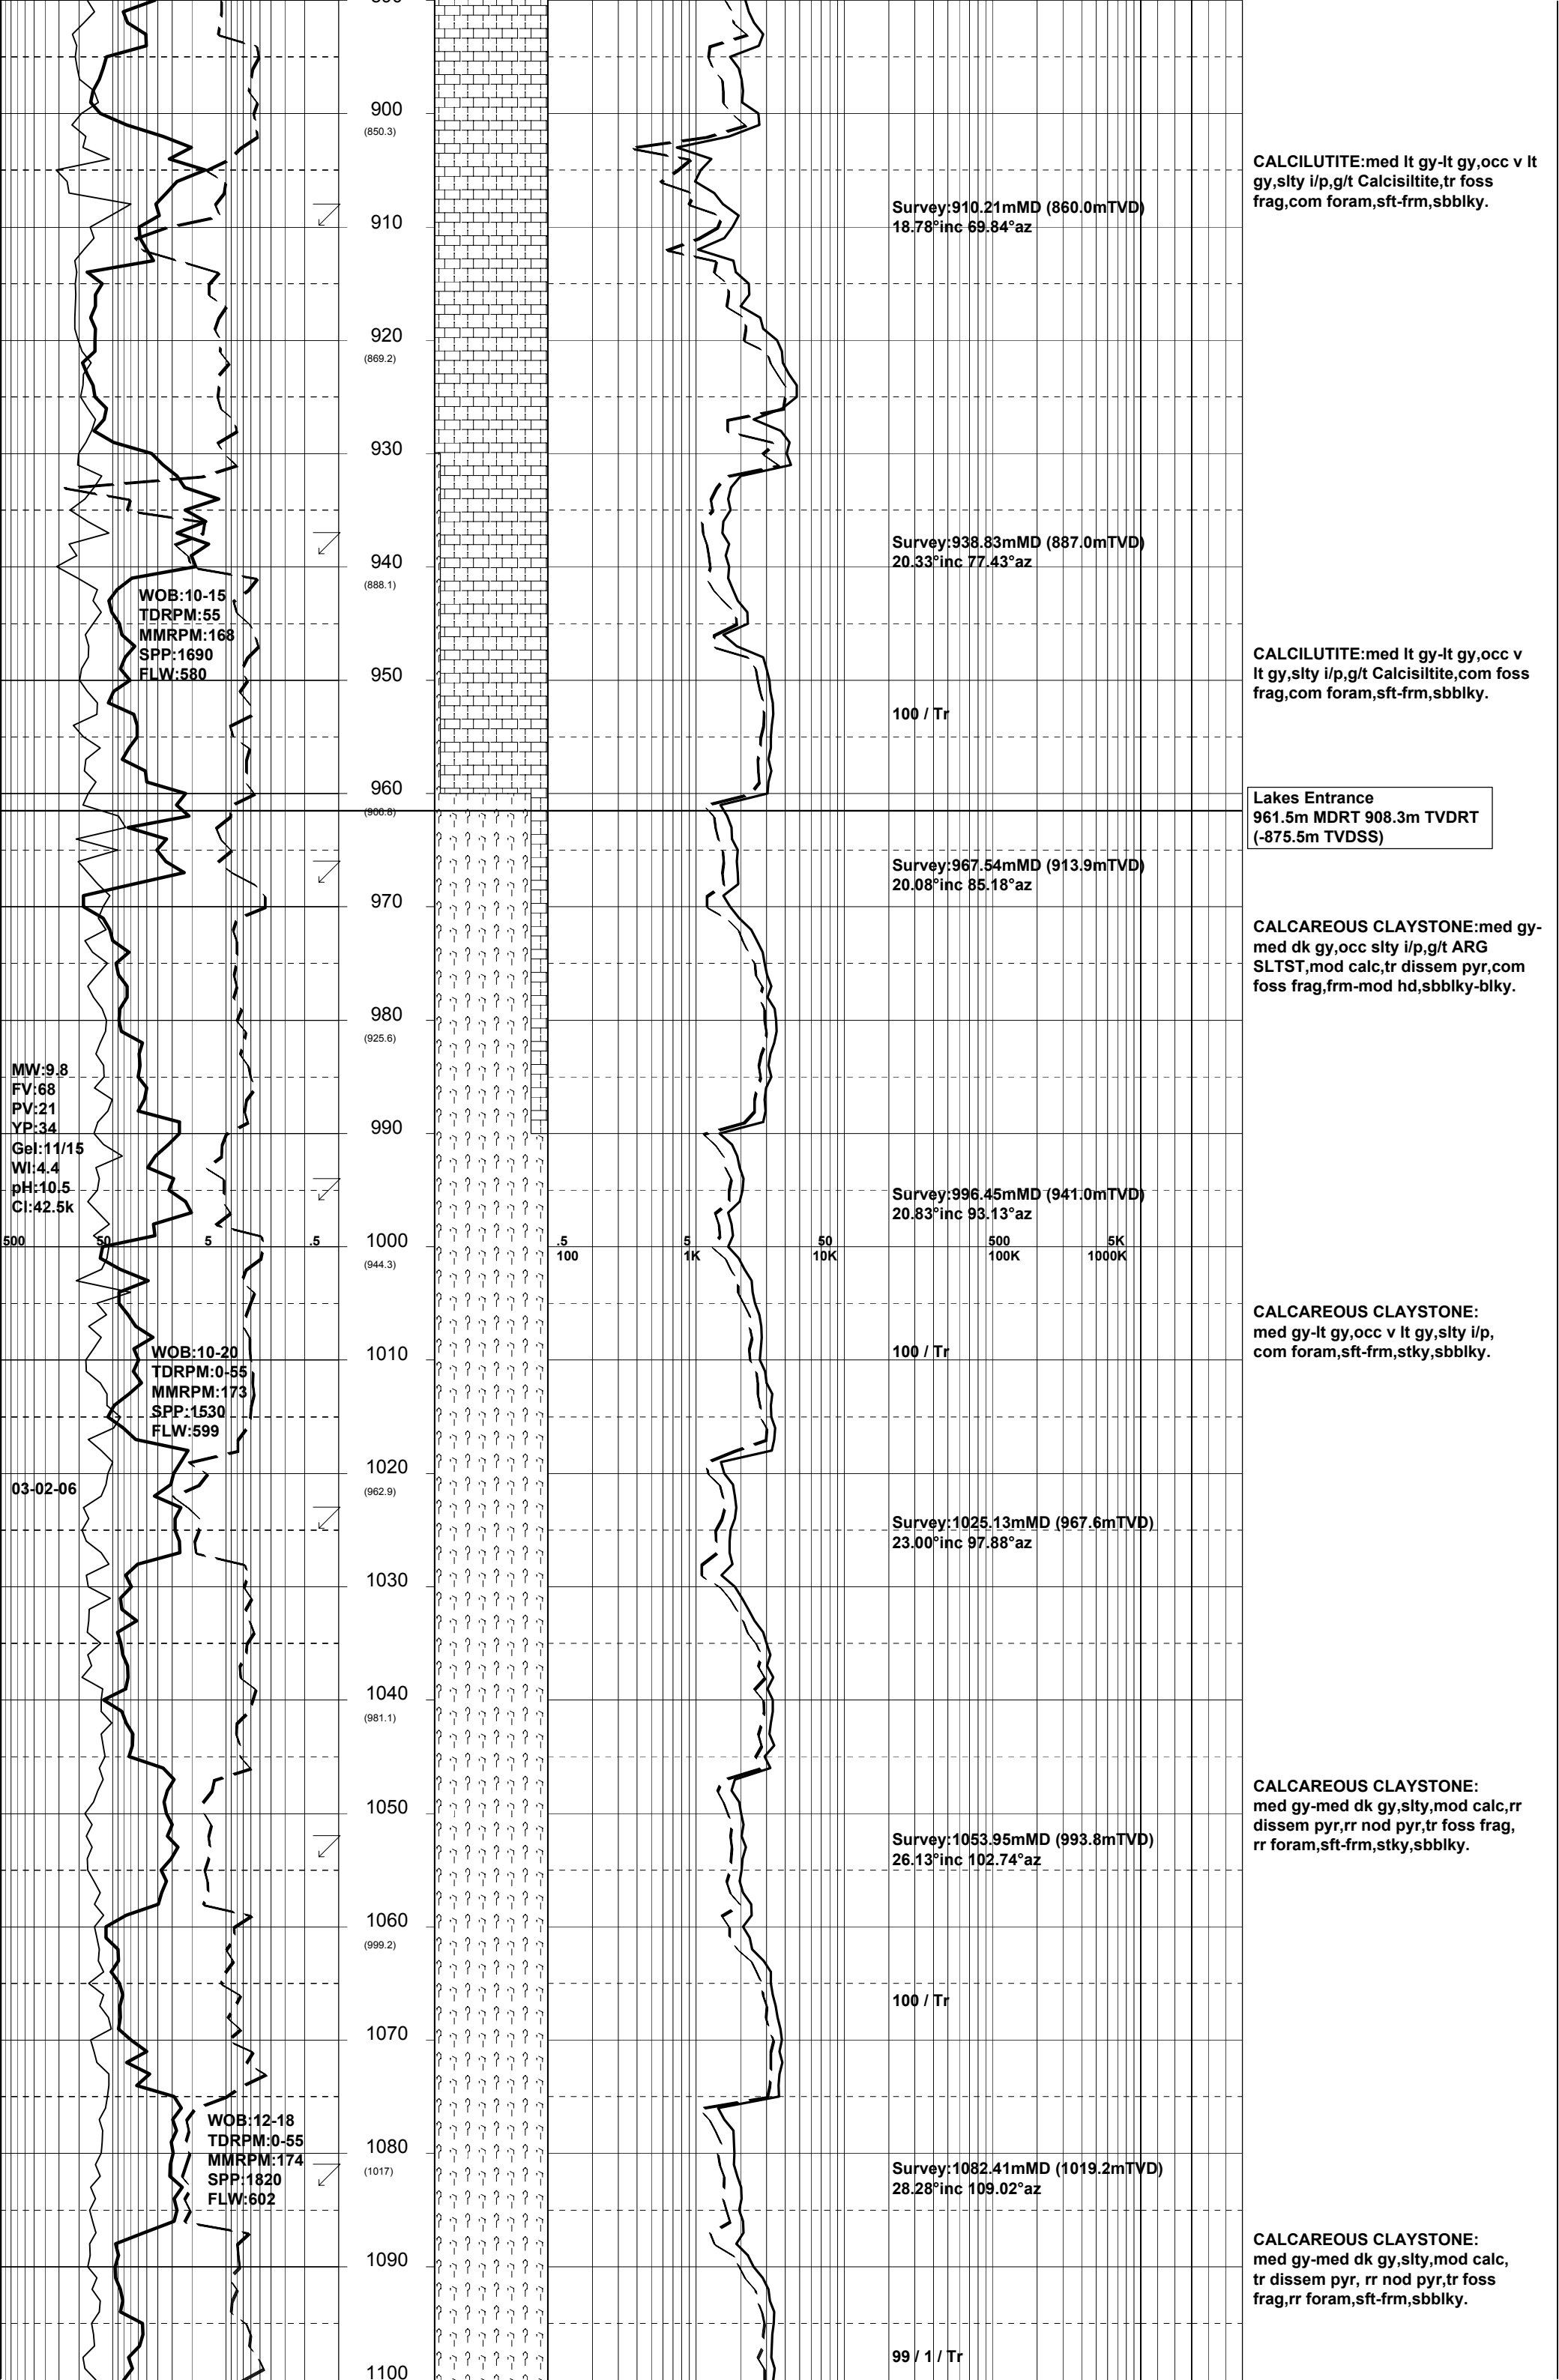 900
(850.3)
CALCILUTITE:med lt gy-lt gy,occ v lt
gy,slty i/p,g/t Calcisiltite,tr foss
frag,com foram,sft-frm,sbblky.
Survey:910.21mMD (860.0mTVD)
18.78°inc 69.84°az
910
920
(869.2)
930
Survey:938.83mMD (887.0mTVD)
20.33°inc 77.43°az
940
(888.1)
WOB:10-15
TDRPM:55
MMRPM:168
SPP:1690
FLW:580
CALCILUTITE:med lt gy-lt gy,occ v
lt gy,slty i/p,g/t Calcisiltite,com foss
frag,com foram,sft-frm,sbblky.
950
100 / Tr
960
(906.8)
Lakes Entrance
961.5m MDRT 908.3m TVDRT
(-875.5m TVDSS)
Survey:967.54mMD (913.9mTVD)
20.08°inc 85.18°az
970
CALCAREOUS CLAYSTONE:med gy-
med dk gy,occ slty i/p,g/t ARG
SLTST,mod calc,tr dissem pyr,com
foss frag,frm-mod hd,sbblky-blky.
980
(925.6)
MW:9.8
FV:68
PV:21
YP:34
Gel:11/15
Wl:4.4
pH:10.5
Cl:42.5k
990
Survey:996.45mMD (941.0mTVD)
20.83°inc 93.13°az
500 50 5 .5
1000
(944.3)
.5 5 50 500 5K
100 1K 10K 100K 1000K
CALCAREOUS CLAYSTONE:
med gy-lt gy,occ v lt gy,slty i/p,
com foram,sft-frm,stky,sbblky.
WOB:10-20
TDRPM:0-55
MMRPM:173
SPP:1530
FLW:599
1010
100 / Tr
1020
(962.9)
03-02-06
Survey:1025.13mMD (967.6mTVD)
23.00°inc 97.88°az
1030
1040
(981.1)
CALCAREOUS CLAYSTONE:
med gy-med dk gy,slty,mod calc,rr
dissem pyr,rr nod pyr,tr foss frag,
rr foram,sft-frm,stky,sbblky.
1050
Survey:1053.95mMD (993.8mTVD)
26.13°inc 102.74°az
1060
(999.2)
100 / Tr
1070
WOB:12-18
TDRPM:0-55
MMRPM:174
SPP:1820
FLW:602
1080
(1017)
Survey:1082.41mMD (1019.2mTVD)
28.28°inc 109.02°az
1090
CALCAREOUS CLAYSTONE:
med gy-med dk gy,slty,mod calc,
tr dissem pyr, rr nod pyr,tr foss
frag,rr foram,sft-frm,sbblky.
99 / 1 / Tr
1100